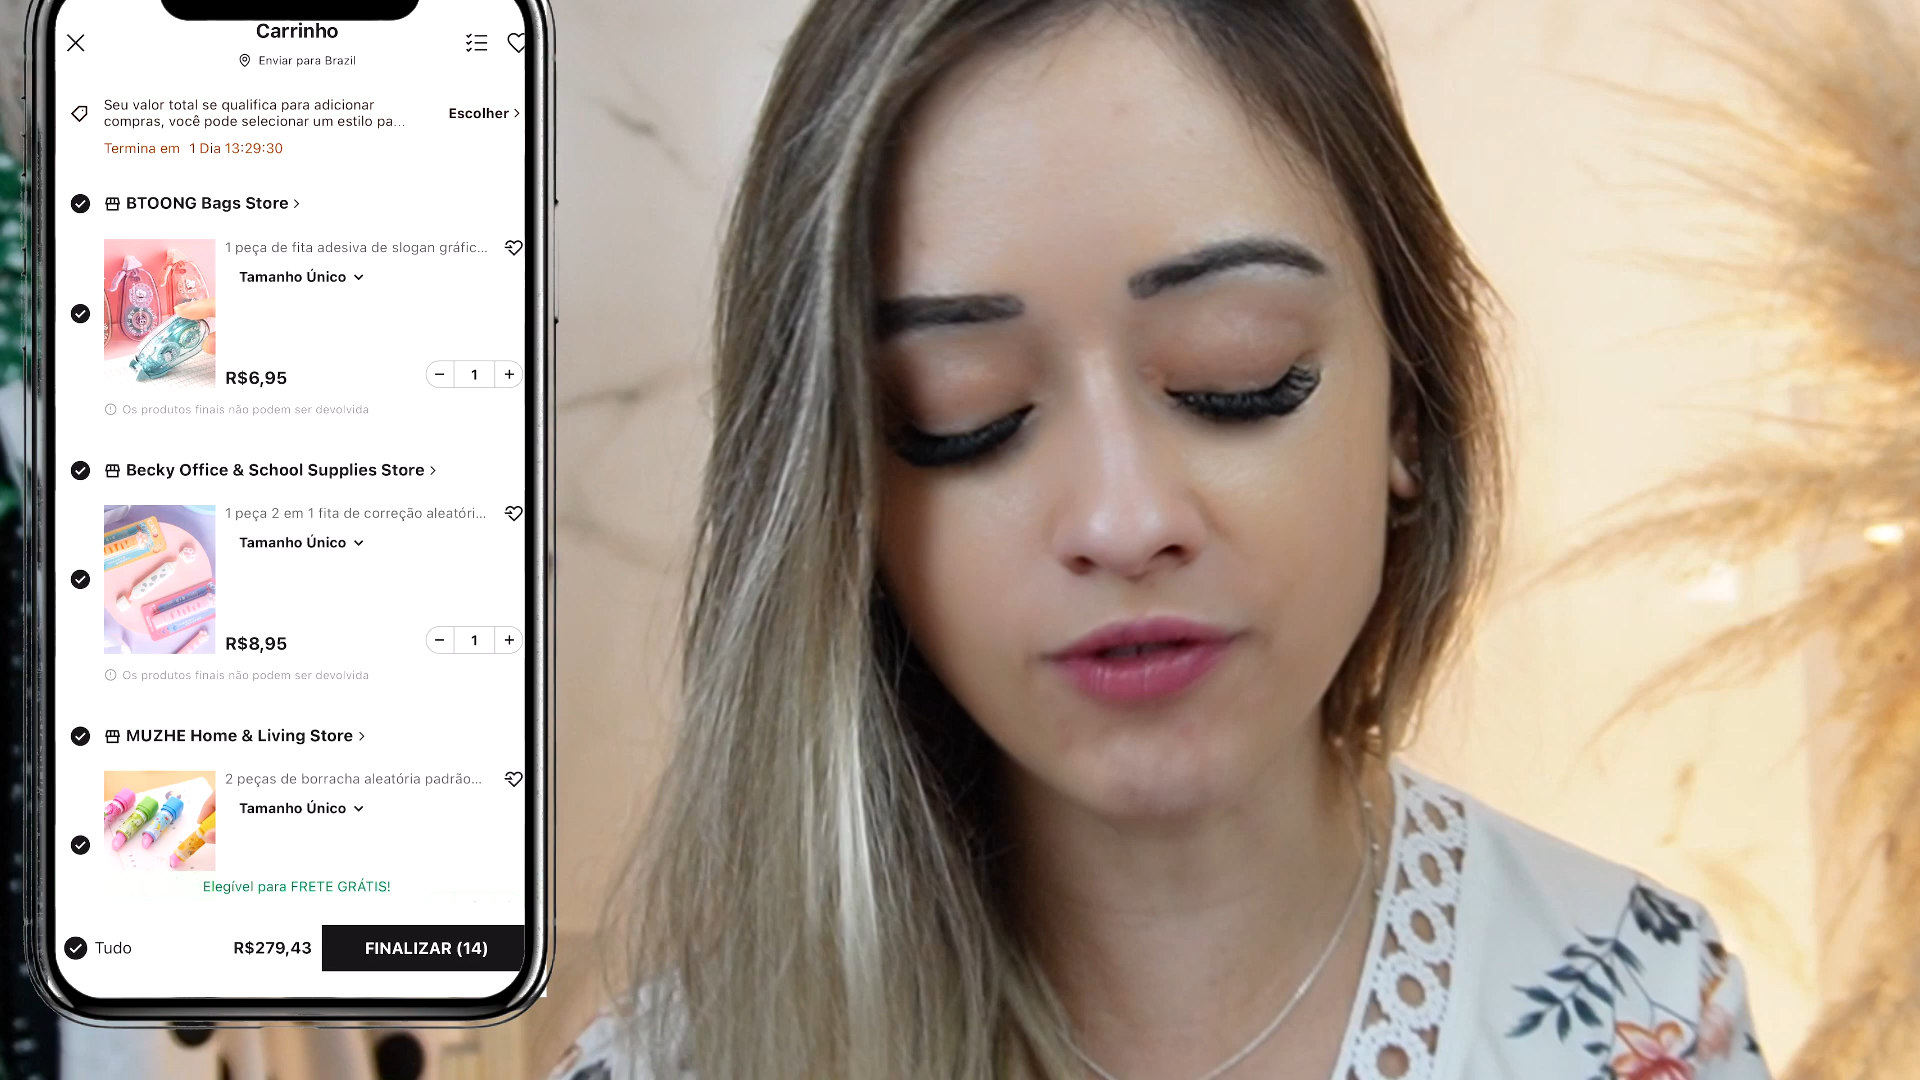 Carrinho
Enviar para Brazil
Seu valor total se qualifica para adicionar
compras, você pode selecionar um estilo pa...
Escolher
Termina em 1 Dia 13:29:30
BTOONG Bags Store
1 peça de fita adesiva de slogan gráfic...
Tamanho Único
R$6,95
- 1 +
Os produtos finais não podem ser devolvida
Becky Office & School Supplies Store
1 peça 2 em 1 fita de correção aleatóri...
Tamanho Único
R$8,95
- 1 +
Os produtos finais não podem ser devolvida
MUZHE Home & Living Store
2 peças de borracha aleatória padrão...
Tamanho Único
Elegível para FRETE GRÁTIS!
Tudo
R$279,43
FINALIZAR (14)